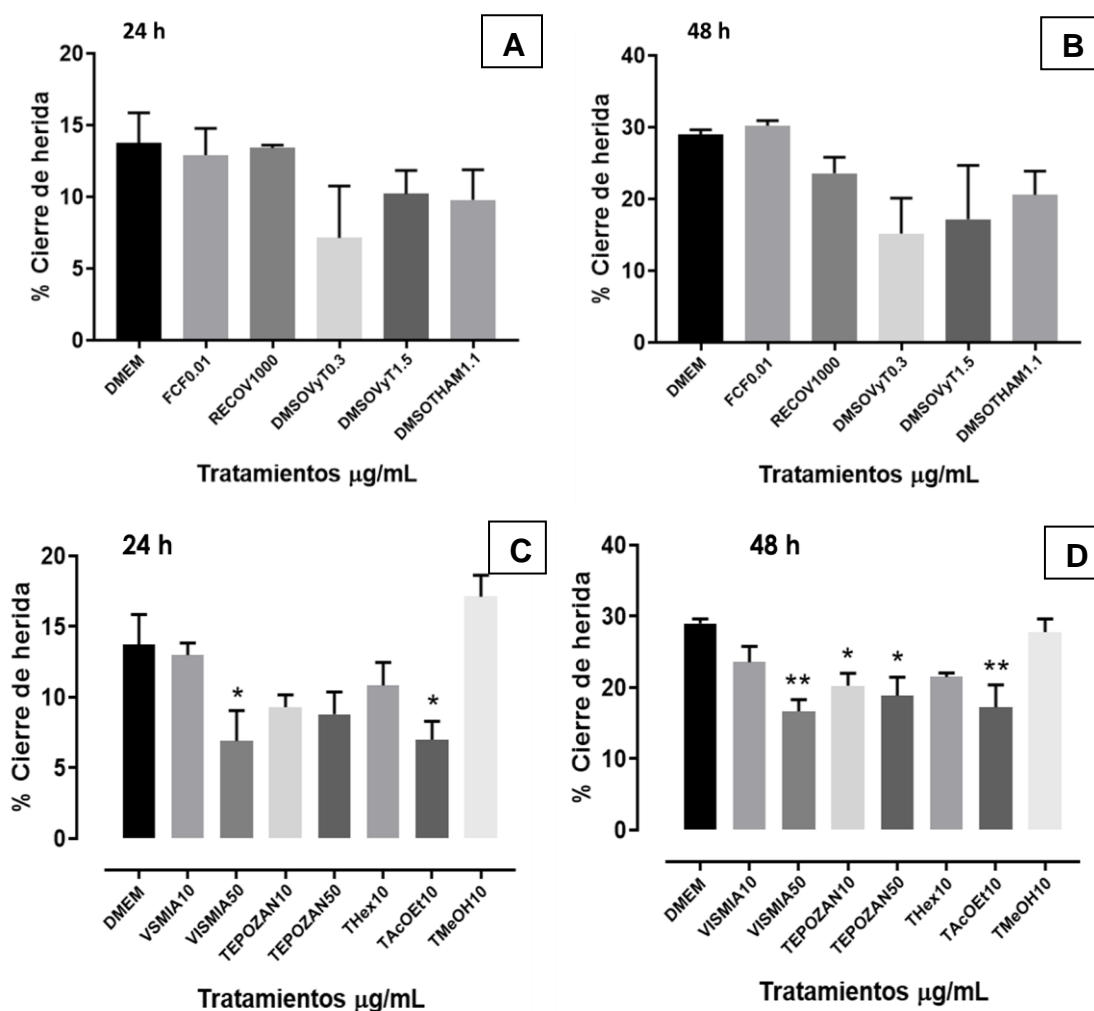 24 h
A
% Cierre de herida
20
15
10
5
0
DMEM
FCF0.01
RECOV1000
DMSOVyT0.3
DMSOVyT1.5
DMSOTHAM1.1
Tratamientos μg/mL
48 h
B
% Cierre de herida
40
30
20
10
0
DMEM
FCF0.01
RECOV1000
DMSOVyT0.3
DMSOVyT1.5
DMSOTHAM1.1
Tratamientos μg/mL
24 h
C
% Cierre de herida
20
15
10
5
0
*
*
DMEM
VSMIA10
VISMIA50
TEPOZAN10
TEPOZAN50
THex10
TAcOEt10
TMeOH10
Tratamientos μg/mL
48 h
D
% Cierre de herida
40
30
20
10
0
**
*
*
**
DMEM
VISMIA10
VISMIA50
TEPOZAN10
TEPOZAN50
THex10
TAcOEt10
TMeOH10
Tratamientos μg/mL